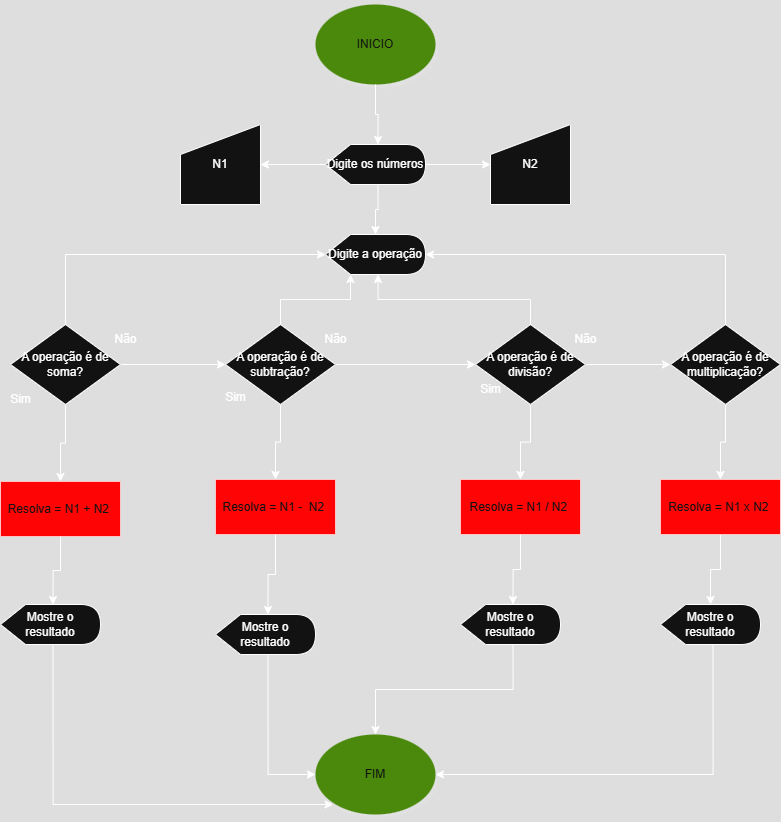 INICIO
N1
Digite os números
N2
Digite a operação
Não
Não
Não
A operação é de
soma?
A operação é de
subtração?
A operação é de
divisão?
A operação é de
multiplicação?
Sim
Sim
Sim
Resolva = N1 + N2
Resolva = N1 - N2
Resolva = N1 / N2
Resolva = N1 x N2
Mostre o
resultado
Mostre o
resultado
Mostre o
resultado
Mostre o
resultado
FIM